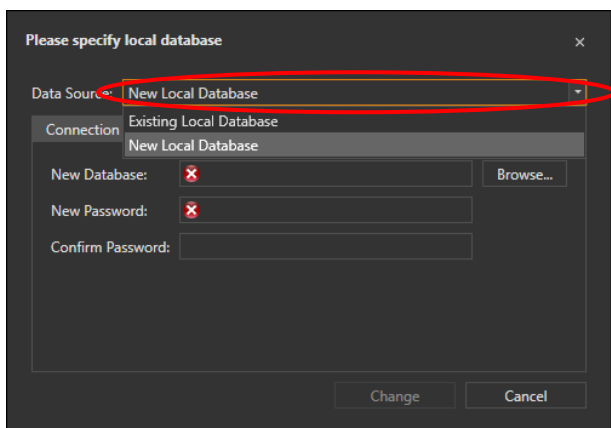 Please specify local database
Data Source: New Local Database
Existing Local Database
New Local Database
Connection
New Database:
Browse...
New Password:
Confirm Password:
Change
Cancel